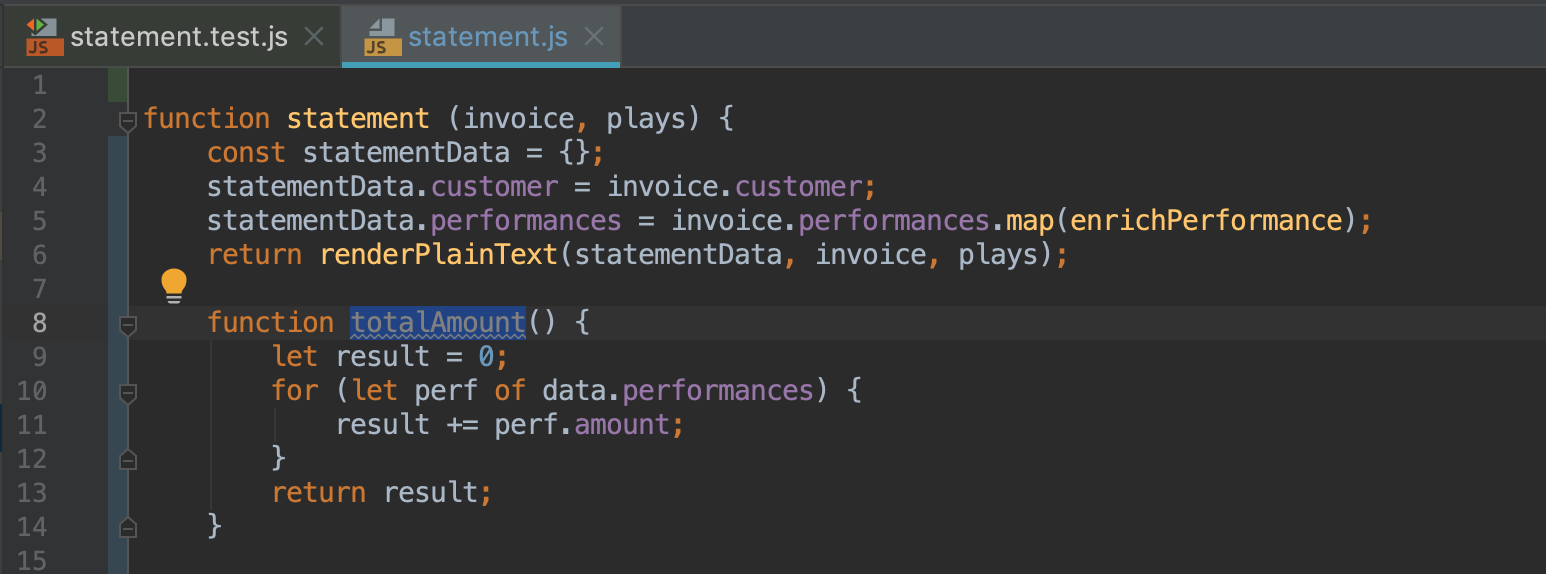 JS statement.test.js × JS statement.js ×
1
2 function statement (invoice, plays) {
3 const statementData = {};
4 statementData.customer = invoice.customer;
5 statementData.performances = invoice.performances.map(enrichPerformance);
6 return renderPlainText(statementData, invoice, plays);
7
8 function totalAmount() {
9 let result = 0;
10 for (let perf of data.performances) {
11 result += perf.amount;
12 }
13 return result;
14 }
15